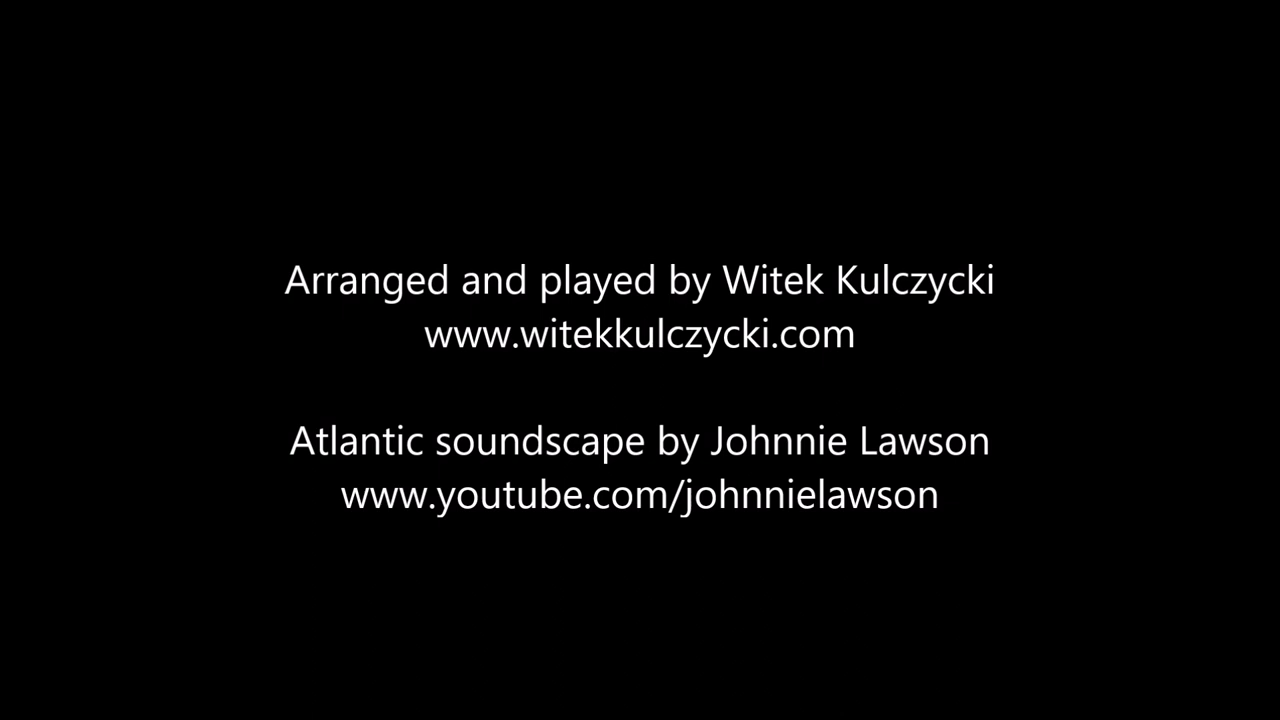 Arranged and played by Witek Kulczycki
www.witekkulczycki.com
Atlantic soundscape by Johnnie Lawson
www.youtube.com/johnnielawson